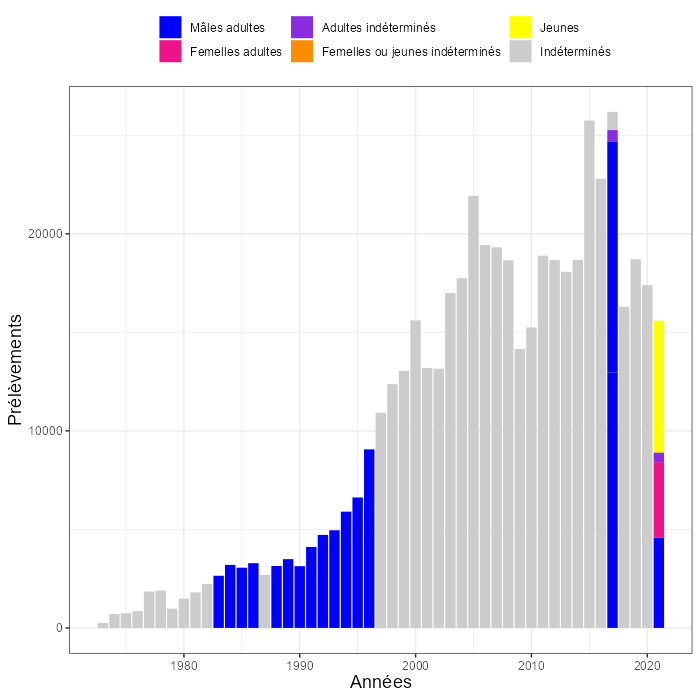 Mâles adultes Adultes indéterminés Jeunes
Femelles adultes Femelles ou jeunes indéterminés Indéterminés
20000
10000
0
Prélèvements
1980 1990 2000 2010 2020
Années